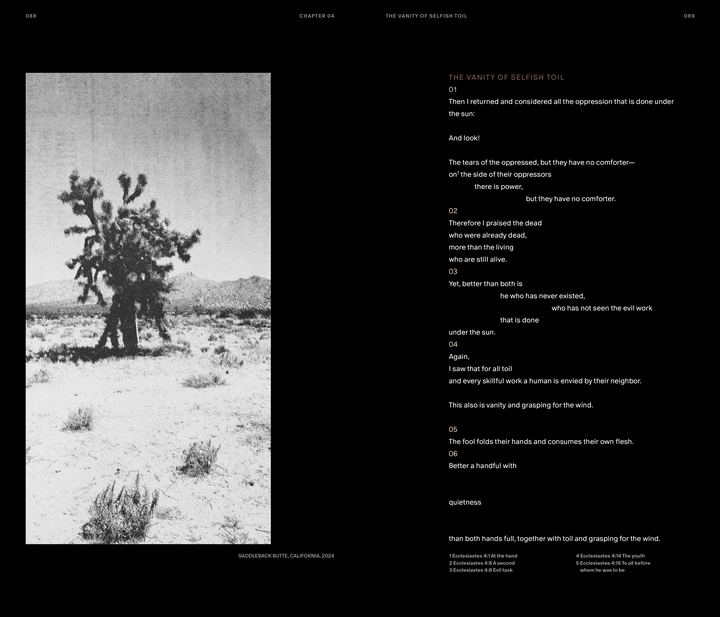 088
CHAPTER 04
THE VANITY OF SELFISH TOIL
089
THE VANITY OF SELFISH TOIL
01
Then I returned and considered all the oppression that is done under
the sun:
And look!
The tears of the oppressed, but they have no comforter—
on¹ the side of their oppressors
there is power,
but they have no comforter.
02
Therefore I praised the dead
who were already dead,
more than the living
who are still alive.
03
Yet, better than both is
he who has never existed,
who has not seen the evil work
that is done
under the sun.
04
Again,
I saw that for all toil
and every skillful work a human is envied by their neighbor.
This also is vanity and grasping for the wind.
05
The fool folds their hands and consumes their own flesh.
06
Better a handful with
quietness
than both hands full, together with toil and grasping for the wind.
SADDLEBACK BUTTE, CALIFORNIA, 2024
1 Ecclesiastes 4:1 At the hand
2 Ecclesiastes 4:8 A second
3 Ecclesiastes 4:8 Evil task
4 Ecclesiastes 4:14 The youth
5 Ecclesiastes 4:16 To all before
whom he was to be